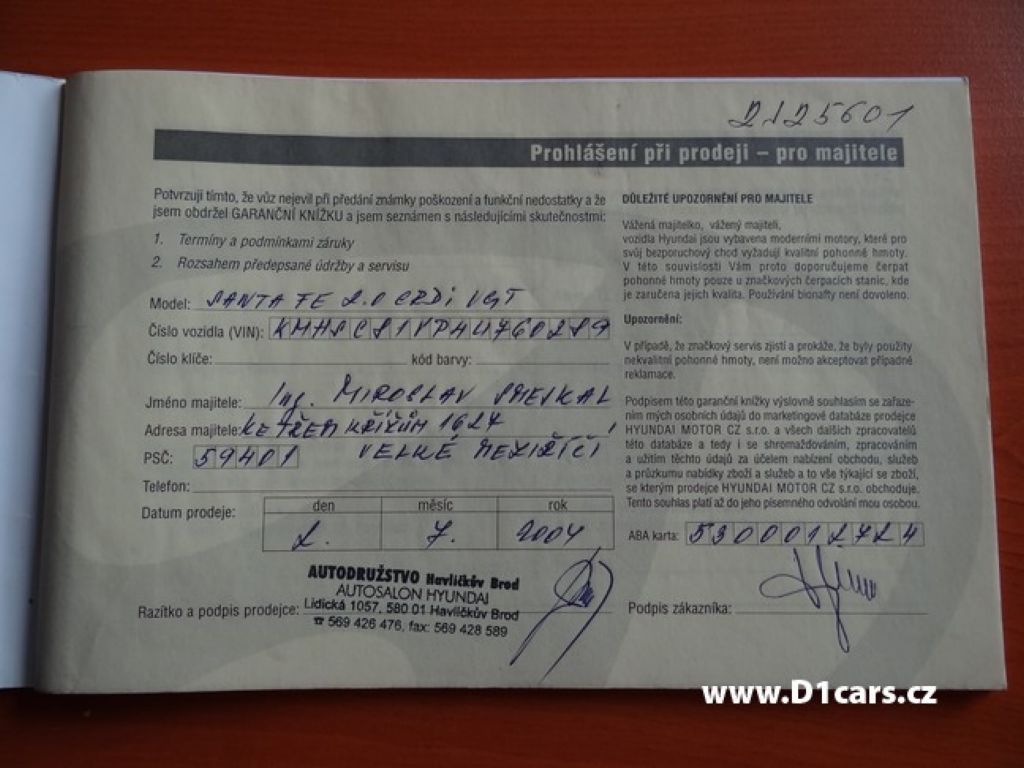 2125601
Prohlášení při prodeji – pro majitele
Potvrzuji tímto, že vůz nejevil při předání známky poškození a funkční nedostatky a že
jsem obdržel GARANČNÍ KNÍŽKU a jsem seznámen s následujícími skutečnostmi:
1. Termíny a podmínkami záruky
2. Rozsahem předepsané údržby a servisu
Model: SANTA FE 2.0 CRDi VGT
Číslo vozidla (VIN): KMHSC81VP4U760289
Číslo klíče: kód barvy:
Jméno majitele: Ing. MIROSLAV SMEJKAL
Adresa majitele: KE TŘEM KŘÍŽŮM 1627,
PSČ: 59401 VELKÉ MEZIŘÍČÍ
Telefon:
Datum prodeje: den měsíc rok
2. 7. 2004
AUTODRUŽSTVO Havlíčkův Brod
AUTOSALON HYUNDAI
Razítko a podpis prodejce: Lidická 1057, 580 01 Havlíčkův Brod
☎ 569 426 476, fax: 569 428 589
DŮLEŽITÉ UPOZORNĚNÍ PRO MAJITELE
Vážená majitelko, vážený majiteli,
vozidla Hyundai jsou vybavena moderními motory, které pro
svůj bezporuchový chod vyžadují kvalitní pohonné hmoty.
V této souvislosti Vám proto doporučujeme čerpat
pohonné hmoty pouze u značkových čerpacích stanic, kde
je zaručena jejich kvalita. Používání bionafty není dovoleno.
Upozornění:
V případě, že značkový servis zjistí a prokáže, že byly použity
nekvalitní pohonné hmoty, není možno akceptovat případné
reklamace.
Podpisem této garanční knížky výslovně souhlasím se zařazením
mých osobních údajů do marketingové databáze prodejce
HYUNDAI MOTOR CZ s.r.o. a všech dalších zpracovatelů
této databáze a tedy i se shromažďováním, zpracováním
a užitím těchto údajů za účelem nabízení obchodu, služeb
a průzkumu nabídky zboží a služeb a to vše týkající se zboží,
se kterým prodejce HYUNDAI MOTOR CZ s.r.o. obchoduje.
Tento souhlas platí až do jeho písemného odvolání mou osobou.
ABA karta: 5300012724
Podpis zákazníka:
www.D1cars.cz